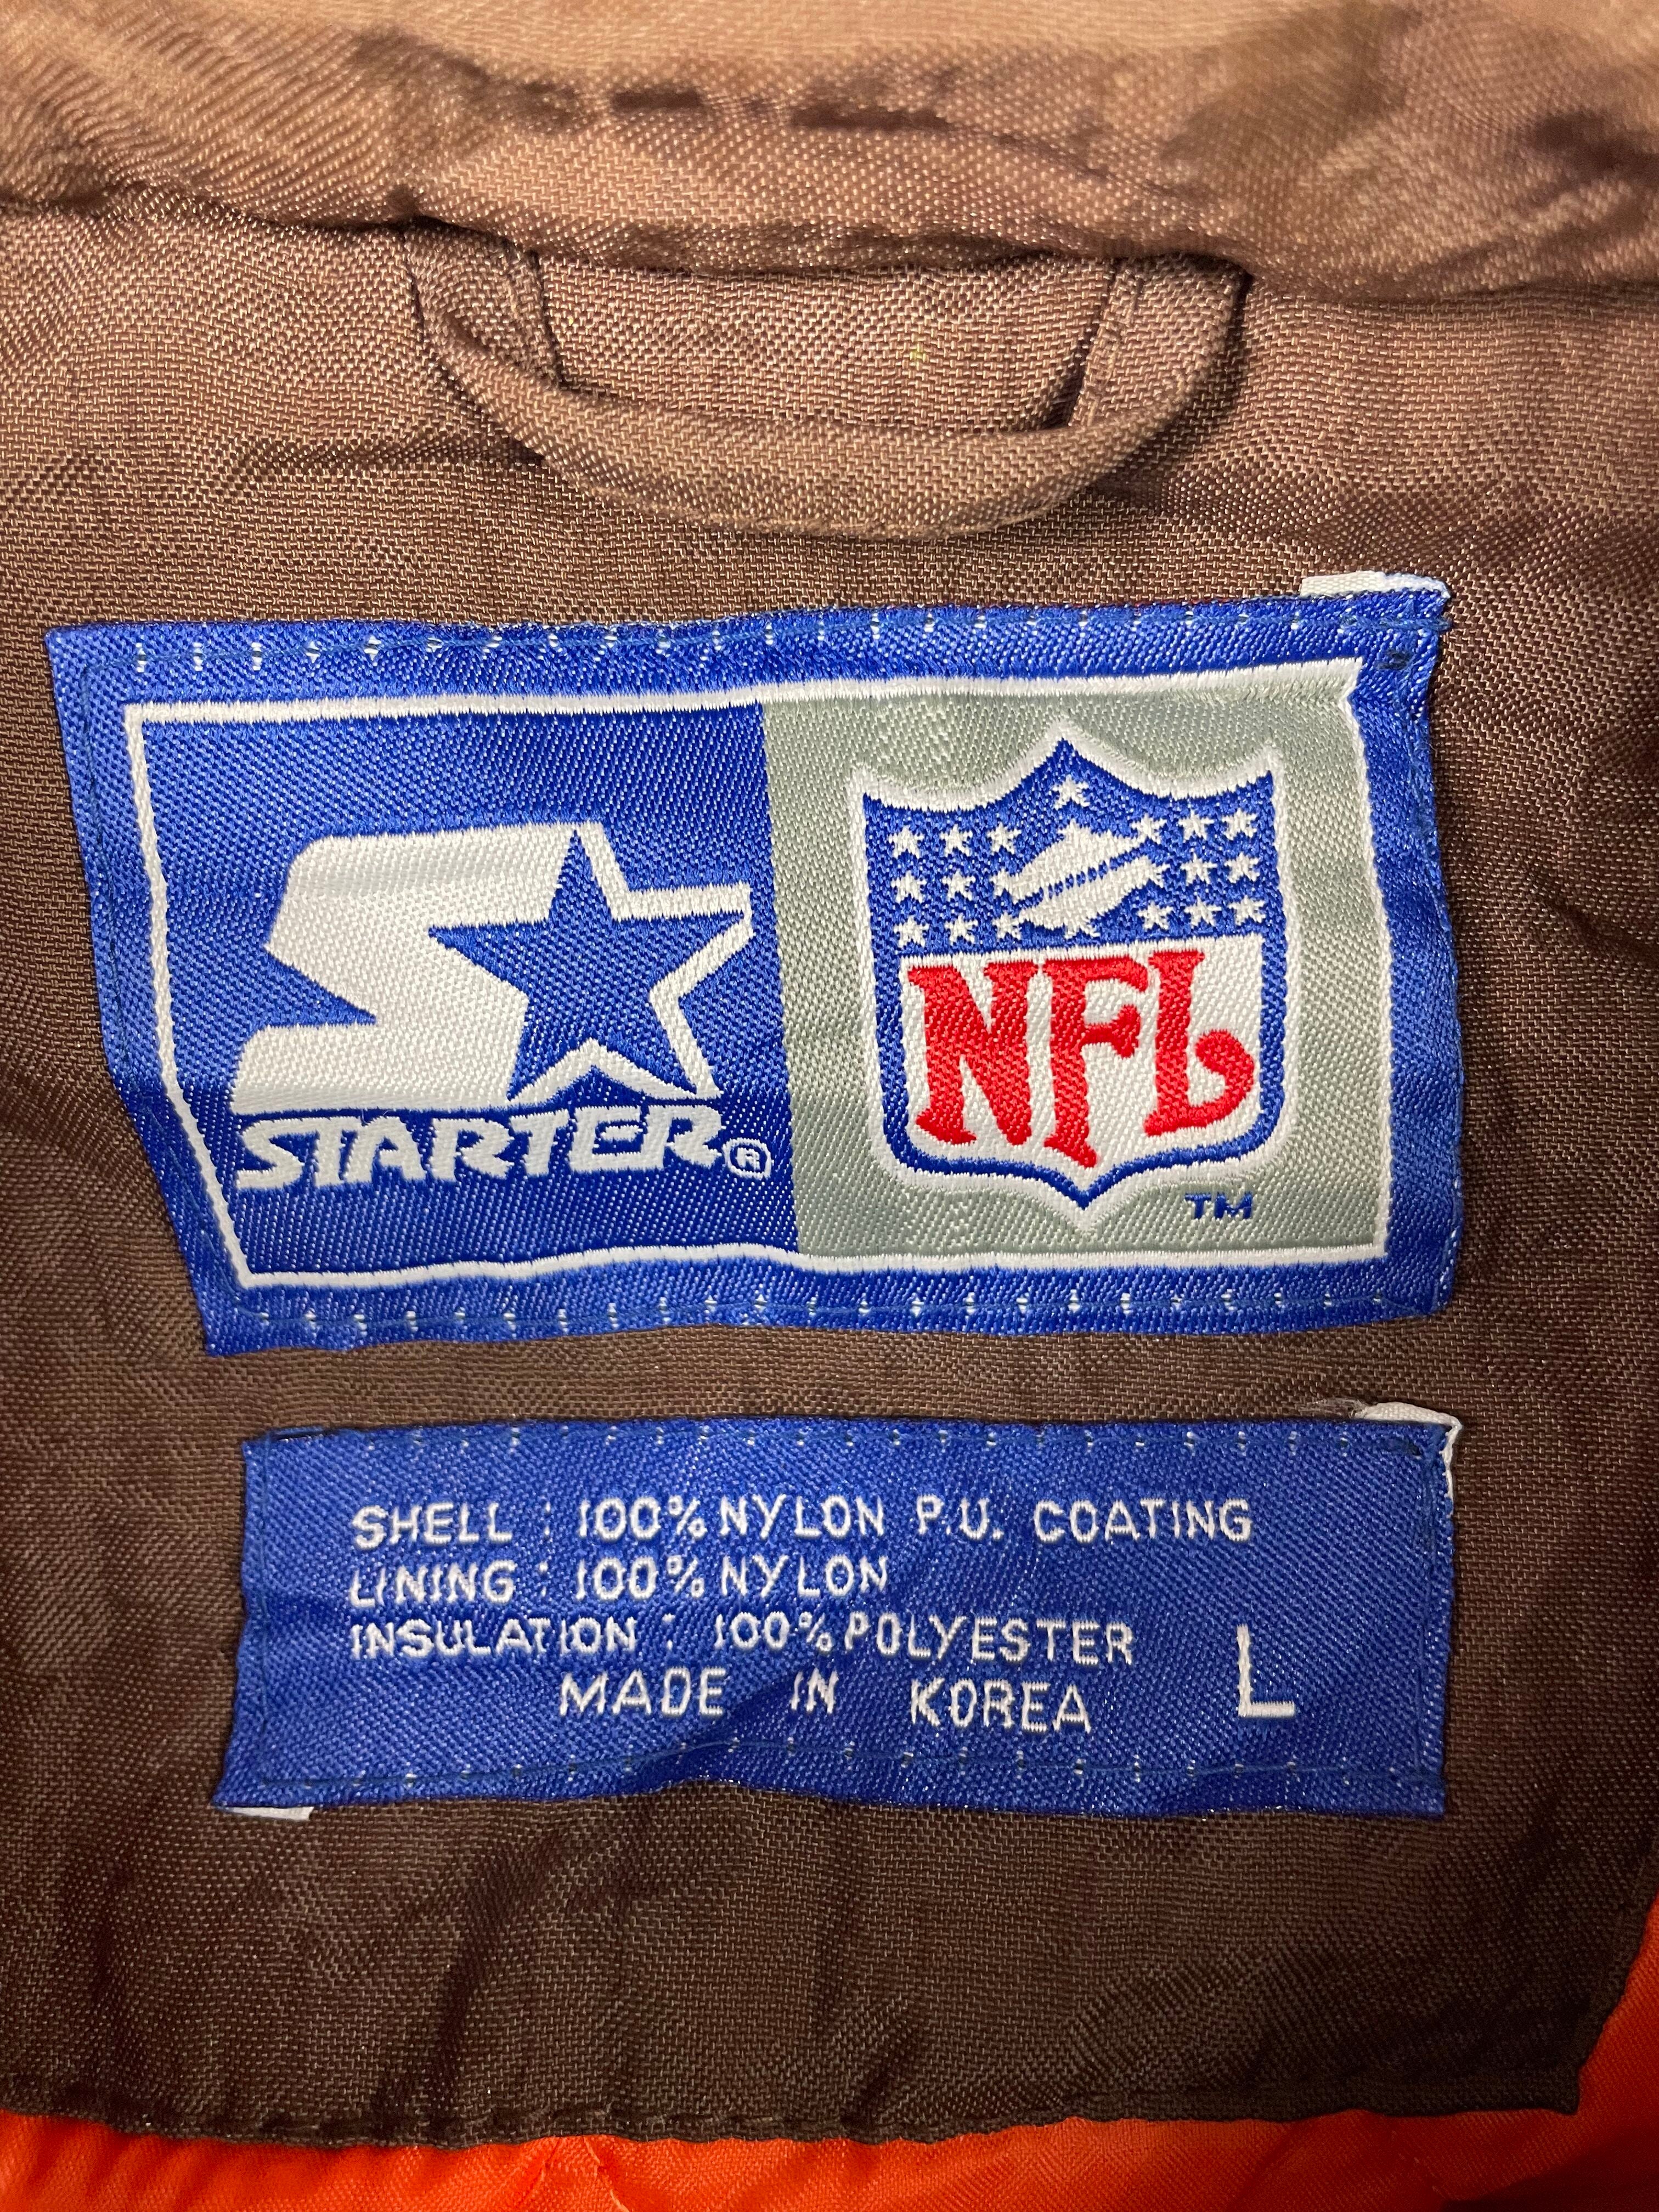 STARTER®
NFL
TM
SHELL : 100% NYLON P.U. COATING
LINING : 100% NYLON
INSULATION : 100% POLYESTER
MADE IN KOREA
L